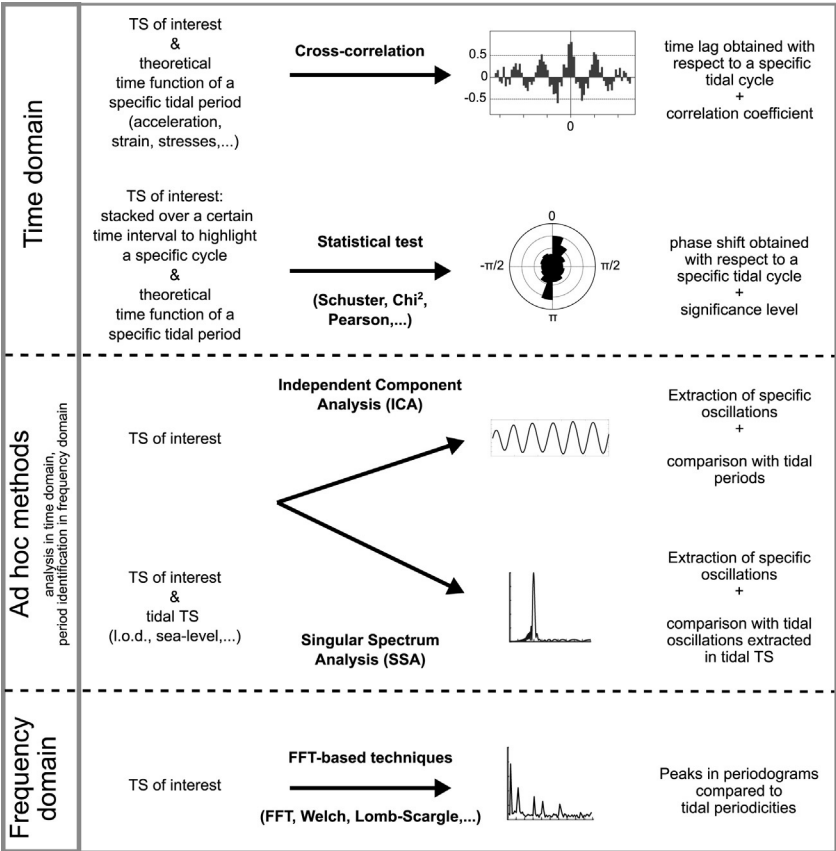 Time domain
TS of interest
&
theoretical
time function of a
specific tidal period
(acceleration,
strain, stresses,...)
Cross-correlation
0.5
0
-0.5
0
time lag obtained with
respect to a specific
tidal cycle
+
correlation coefficient
TS of interest:
stacked over a certain
time interval to highlight
a specific cycle
&
theoretical
time function of a
specific tidal period
Statistical test
(Schuster, Chi²,
Pearson,...)
0
-π/2
π/2
π
phase shift obtained
with respect to a
specific tidal cycle
+
significance level
Ad hoc methods
analysis in time domain,
period identification in frequency domain
TS of interest
Independent Component
Analysis (ICA)
Extraction of specific
oscillations
+
comparison with tidal
periods
TS of interest
&
tidal TS
(l.o.d., sea-level,...)
Singular Spectrum
Analysis (SSA)
Extraction of specific
oscillations
+
comparison with tidal
oscillations extracted
in tidal TS
Frequency
domain
TS of interest
FFT-based techniques
(FFT, Welch, Lomb-Scargle,...)
Peaks in periodograms
compared to
tidal periodicities